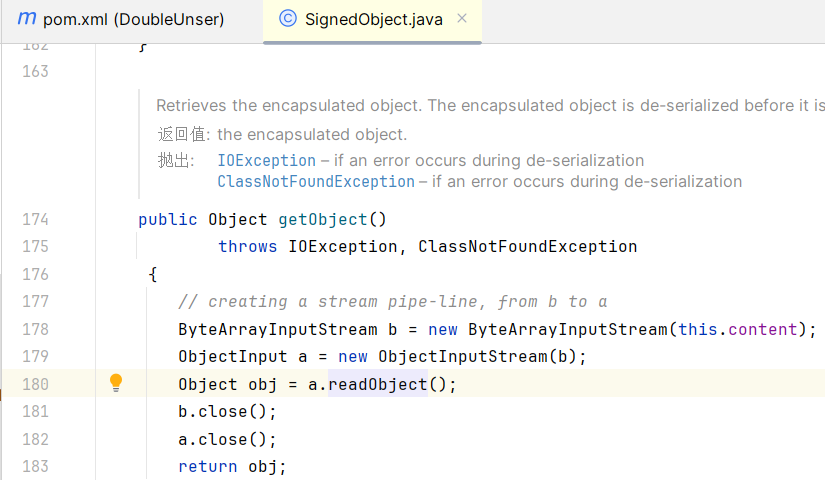 pom.xml (DoubleUnser) SignedObject.java
162 }
163
Retrieves the encapsulated object. The encapsulated object is de-serialized before it is
返回值: the encapsulated object.
抛出: IOException – if an error occurs during de-serialization
ClassNotFoundException – if an error occurs during de-serialization
174 public Object getObject()
175 throws IOException, ClassNotFoundException
176 {
177 // creating a stream pipe-line, from b to a
178 ByteArrayInputStream b = new ByteArrayInputStream(this.content);
179 ObjectInput a = new ObjectInputStream(b);
180 Object obj = a.readObject();
181 b.close();
182 a.close();
183 return obj;